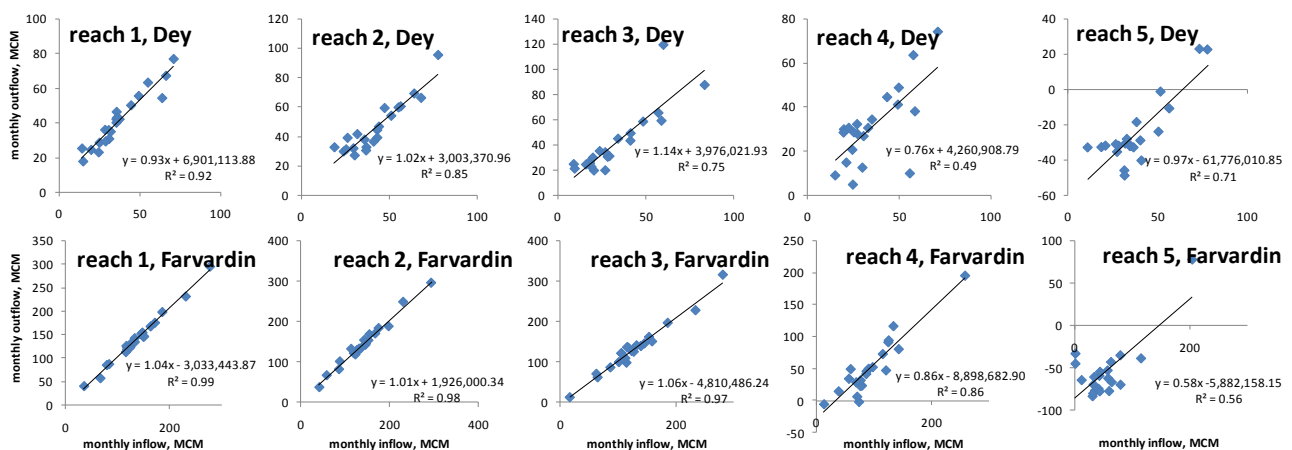 monthly outflow, MCM
100
80
60
40
20
0
reach 1, Dey
y = 0.93x + 6,901,113.88
R² = 0.92
0 50 100
120
100
80
60
40
20
0
reach 2, Dey
y = 1.02x + 3,003,370.96
R² = 0.85
0 50 100
140
120
100
80
60
40
20
0
reach 3, Dey
y = 1.14x + 3,976,021.93
R² = 0.75
0 50 100
80
60
40
20
0
reach 4, Dey
y = 0.76x + 4,260,908.79
R² = 0.49
0 50 100
40
20
0
-20
-40
-60
reach 5, Dey
y = 0.97x - 61,776,010.85
R² = 0.71
0 50 100
monthly outflow, MCM
350
300
250
200
150
100
50
0
reach 1, Farvardin
y = 1.04x - 3,033,443.87
R² = 0.99
0 200
monthly inflow, MCM
400
300
200
100
0
reach 2, Farvardin
y = 1.01x + 1,926,000.34
R² = 0.98
0 200 400
monthly inflow, MCM
400
300
200
100
0
reach 3, Farvardin
y = 1.06x - 4,810,486.24
R² = 0.97
0 200
monthly inflow, MCM
250
200
150
100
50
0
-50
reach 4, Farvardin
y = 0.86x - 8,898,682.90
R² = 0.86
0 200
monthly inflow, MCM
100
50
0
-50
-100
reach 5, Farvardin
0 200
y = 0.58x -5,882,158.15
R² = 0.56
monthly inflow, MCM